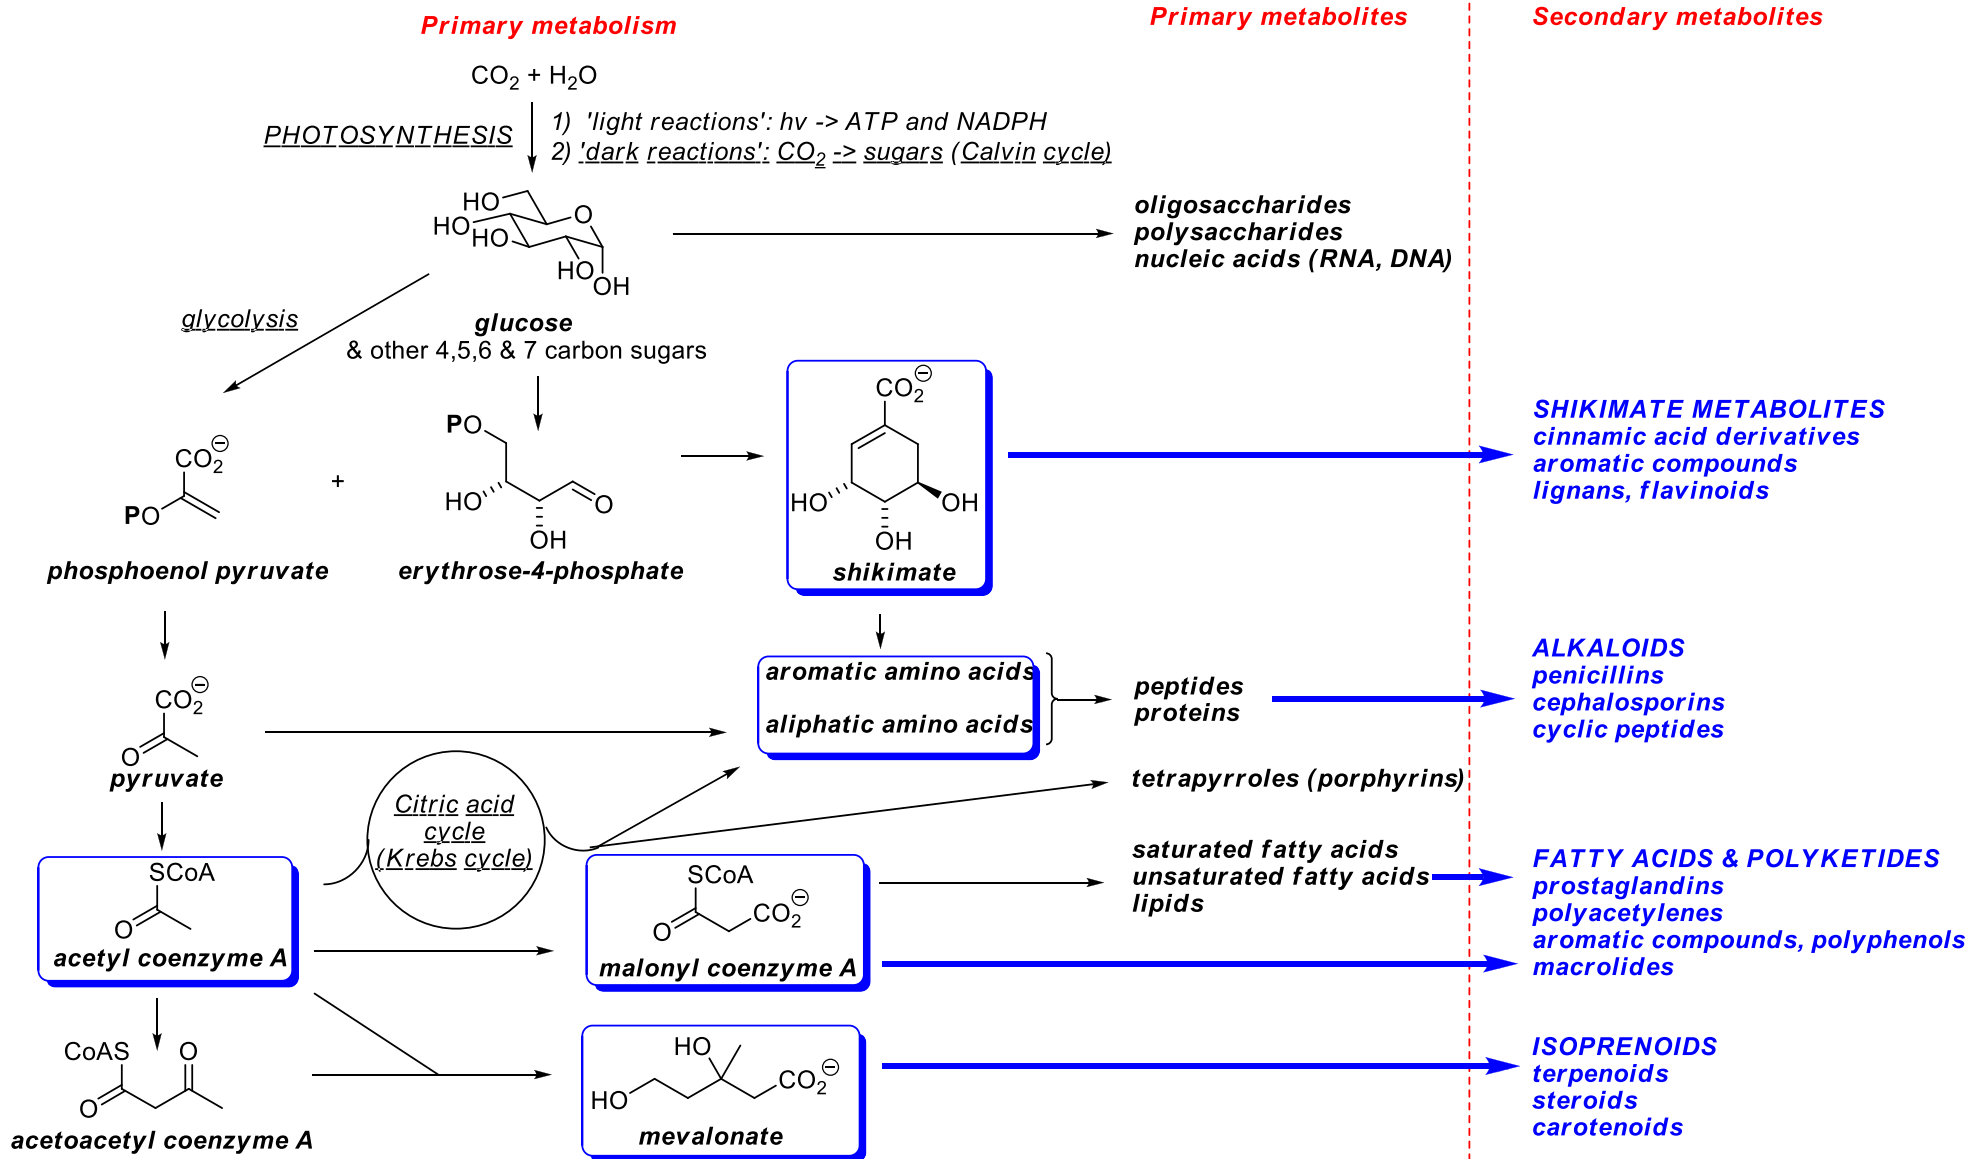 Primary metabolism
Primary metabolites
Secondary metabolites
CO2 + H2O
PHOTOSYNTHESIS
1) 'light reactions': hv -> ATP and NADPH
2) 'dark reactions': CO2 -> sugars (Calvin cycle)
HO
O
HO
HO
HO
OH
oligosaccharides
polysaccharides
nucleic acids (RNA, DNA)
glycolysis
glucose
& other 4,5,6 & 7 carbon sugars
CO2⊖
PO
phosphoenol pyruvate
+
PO
HO
O
OH
erythrose-4-phosphate
CO2⊖
HO
OH
OH
shikimate
SHIKIMATE METABOLITES
cinnamic acid derivatives
aromatic compounds
lignans, flavinoids
aromatic amino acids
aliphatic amino acids
peptides
proteins
ALKALOIDS
penicillins
cephalosporins
cyclic peptides
CO2⊖
O
pyruvate
Citric acid
cycle
(Krebs cycle)
tetrapyrroles (porphyrins)
SCoA
O
acetyl coenzyme A
SCoA
O
CO2⊖
malonyl coenzyme A
saturated fatty acids
unsaturated fatty acids
lipids
FATTY ACIDS & POLYKETIDES
prostaglandins
polyacetylenes
aromatic compounds, polyphenols
macrolides
CoAS
O
O
acetoacetyl coenzyme A
HO
HO
CO2⊖
mevalonate
ISOPRENOIDS
terpenoids
steroids
carotenoids